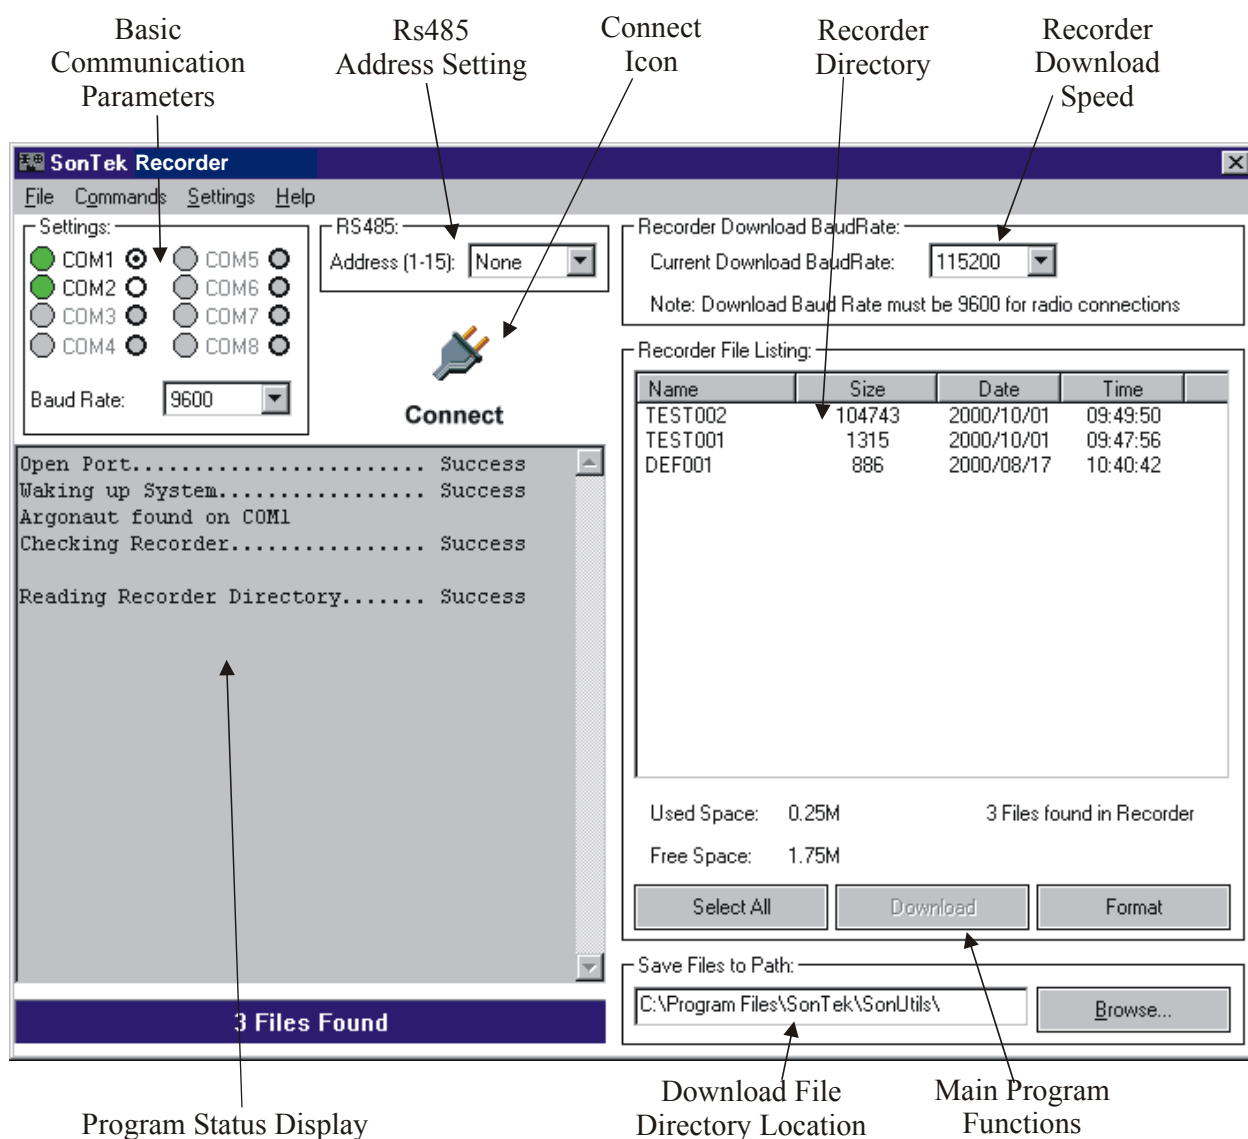 Basic
Communication
Parameters
Rs485
Address Setting
Connect
Icon
Recorder
Directory
Recorder
Download
Speed
SonTek Recorder
File Commands Settings Help
Settings:
COM1 COM5
COM2 COM6
COM3 COM7
COM4 COM8
Baud Rate: 9600
RS485:
Address (1-15): None
Connect
Recorder Download BaudRate:
Current Download BaudRate: 115200
Note: Download Baud Rate must be 9600 for radio connections
Open Port........................ Success
Waking up System................. Success
Argonaut found on COM1
Checking Recorder................ Success
Reading Recorder Directory....... Success
3 Files Found
Recorder File Listing:
Name Size Date Time
TEST002 104743 2000/10/01 09:49:50
TEST001 1315 2000/10/01 09:47:56
DEF001 886 2000/08/17 10:40:42
Used Space: 0.25M 3 Files found in Recorder
Free Space: 1.75M
Select All Download Format
Save Files to Path:
C:\Program Files\SonTek\SonUtils\ Browse...
Program Status Display
Download File
Directory Location
Main Program
Functions